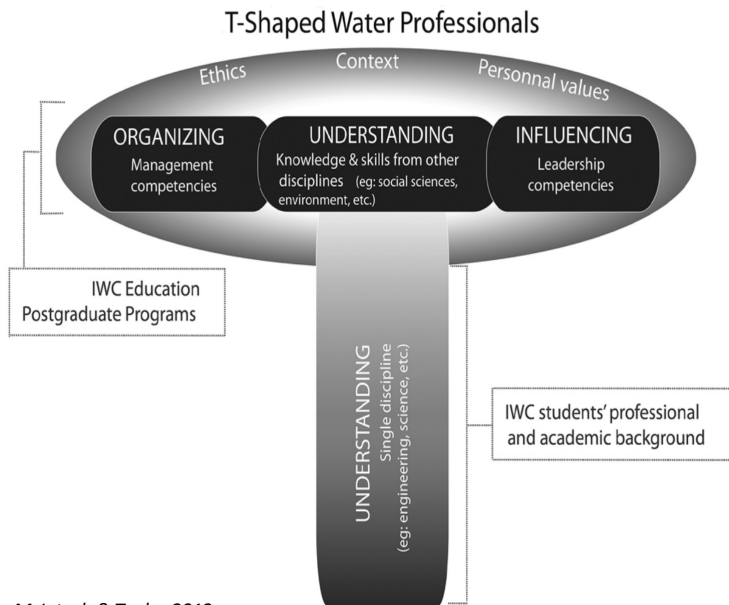 T-Shaped Water Professionals
Ethics
Context
Personnal values
ORGANIZING
Management
competencies
UNDERSTANDING
Knowledge & skills from other
disciplines (eg: social sciences,
environment, etc.)
INFLUENCING
Leadership
competencies
IWC Education
Postgraduate Programs
UNDERSTANDING
Single discipline
(eg: engineering, science, etc.)
IWC students' professional
and academic background